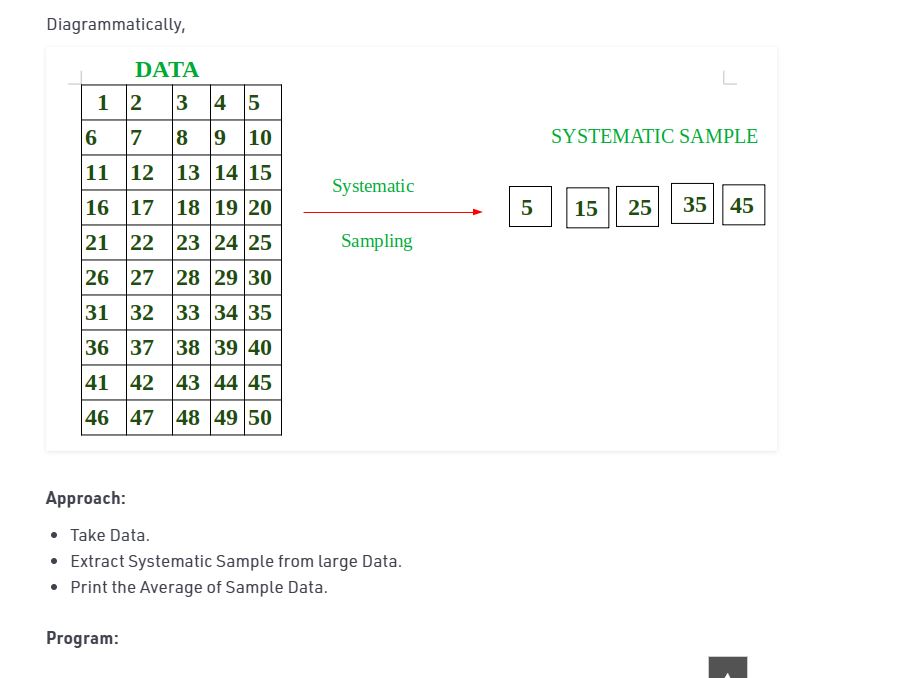 Diagrammatically,
DATA
1 2 3 4 5
6 7 8 9 10
11 12 13 14 15
16 17 18 19 20
21 22 23 24 25
26 27 28 29 30
31 32 33 34 35
36 37 38 39 40
41 42 43 44 45
46 47 48 49 50
Systematic
Sampling
SYSTEMATIC SAMPLE
5 15 25 35 45
Approach:
• Take Data.
• Extract Systematic Sample from large Data.
• Print the Average of Sample Data.
Program: